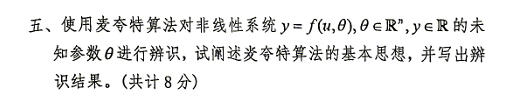 五、使用麦夸特算法对非线性系统 y = f(u,θ),θ∈ℝⁿ,y∈ℝ 的未
知参数θ进行辨识，试阐述麦夸特算法的基本思想，并写出辨
识结果。(共计 8 分)